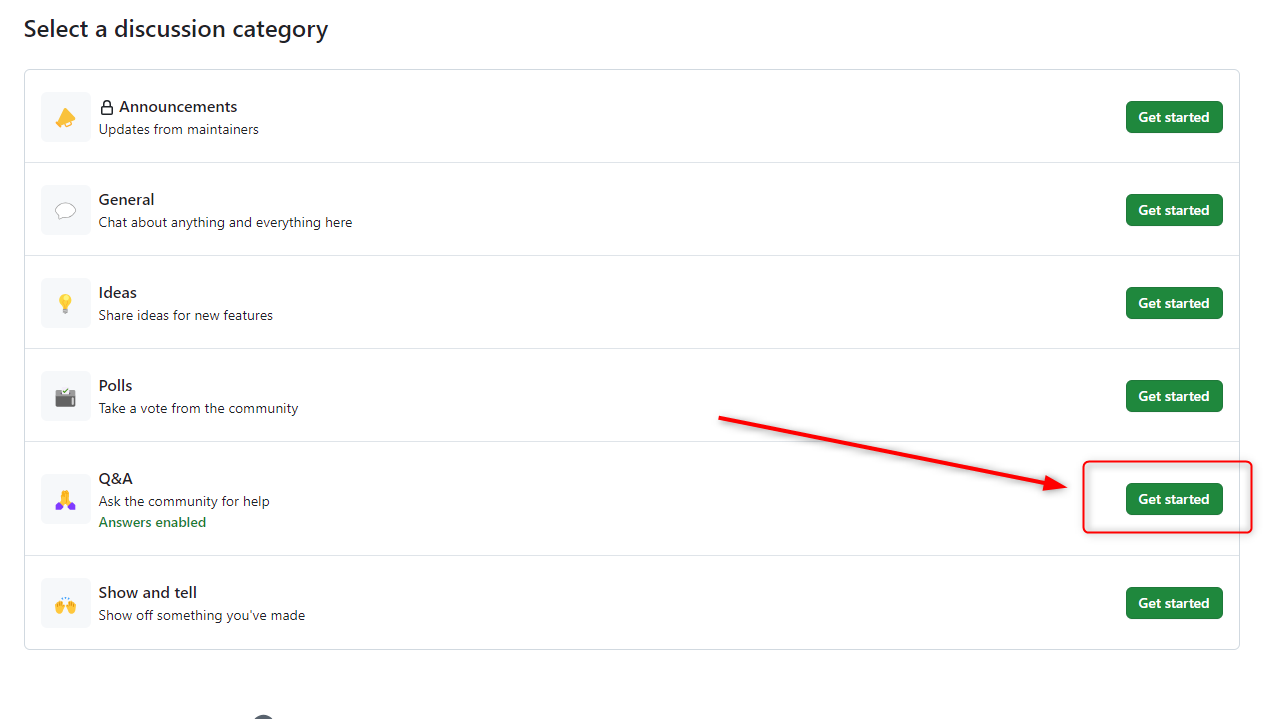 Select a discussion category
Announcements
Updates from maintainers
Get started
General
Chat about anything and everything here
Get started
Ideas
Share ideas for new features
Get started
Polls
Take a vote from the community
Get started
Q&A
Ask the community for help
Answers enabled
Get started
Show and tell
Show off something you've made
Get started